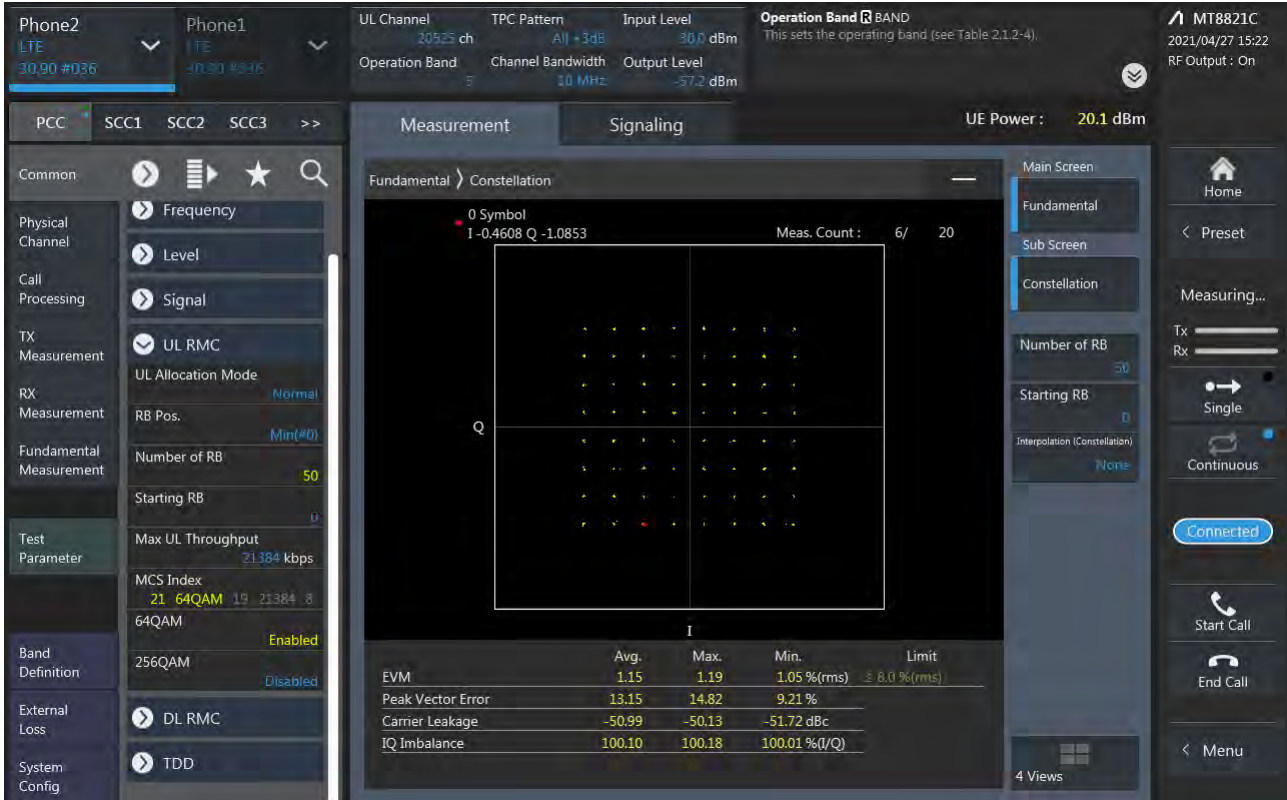 Phone2
LTE
30.90 #036
Phone1
LTE
30.90 #036
UL Channel
20525 ch
TPC Pattern
All +3dB
Input Level
30.0 dBm
Operation Band
5
Channel Bandwidth
10 MHz
Output Level
-57.2 dBm
Operation Band R BAND
This sets the operating band (see Table 2.1.2-4).
MT8821C
2021/04/27 15:22
RF Output : On
PCC
SCC1
SCC2
SCC3
>>
Measurement
Signaling
UE Power : 20.1 dBm
Common
Physical
Channel
Call
Processing
TX
Measurement
RX
Measurement
Fundamental
Measurement
Test
Parameter
Band
Definition
External
Loss
System
Config
Frequency
Level
Signal
UL RMC
UL Allocation Mode
Normal
RB Pos.
Min(#0)
Number of RB
50
Starting RB
0
Max UL Throughput
21384 kbps
MCS Index
21 64QAM 19 21384 8
64QAM
Enabled
256QAM
Disabled
DL RMC
TDD
Fundamental > Constellation
0 Symbol
I -0.4608 Q -1.0853
Meas. Count : 6/ 20
Q
I
Avg. Max. Min. Limit
EVM 1.15 1.19 1.05 %(rms) ≤ 8.0 %(rms)
Peak Vector Error 13.15 14.82 9.21 %
Carrier Leakage -50.99 -50.13 -51.72 dBc
IQ Imbalance 100.10 100.18 100.01 %(I/Q)
Main Screen
Fundamental
Sub Screen
Constellation
Number of RB
50
Starting RB
0
Interpolation (Constellation)
None
4 Views
Home
< Preset
Measuring...
Tx
Rx
Single
Continuous
Connected
Start Call
End Call
< Menu